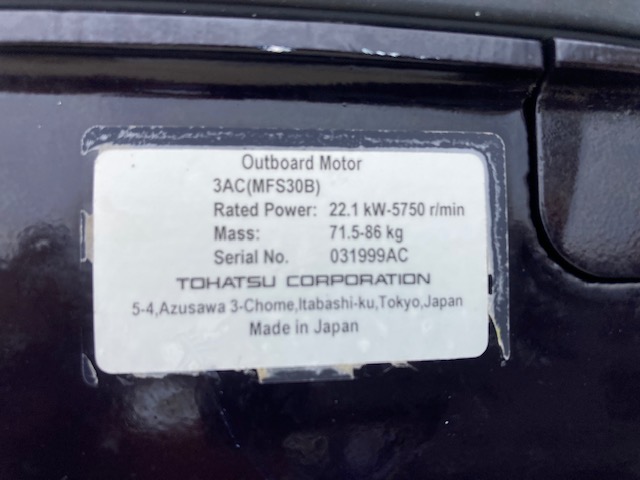 Outboard Motor
3AC(MFS30B)
Rated Power: 22.1 kW-5750 r/min
Mass: 71.5-86 kg
Serial No. 031999AC
TOHATSU CORPORATION
5-4,Azusawa 3-Chome,Itabashi-ku,Tokyo,Japan
Made in Japan